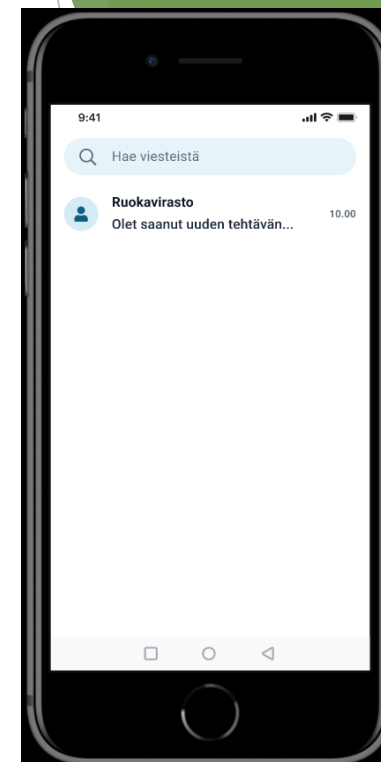 9:41
Hae viesteistä
Ruokavirasto
Olet saanut uuden tehtävän...
10.00